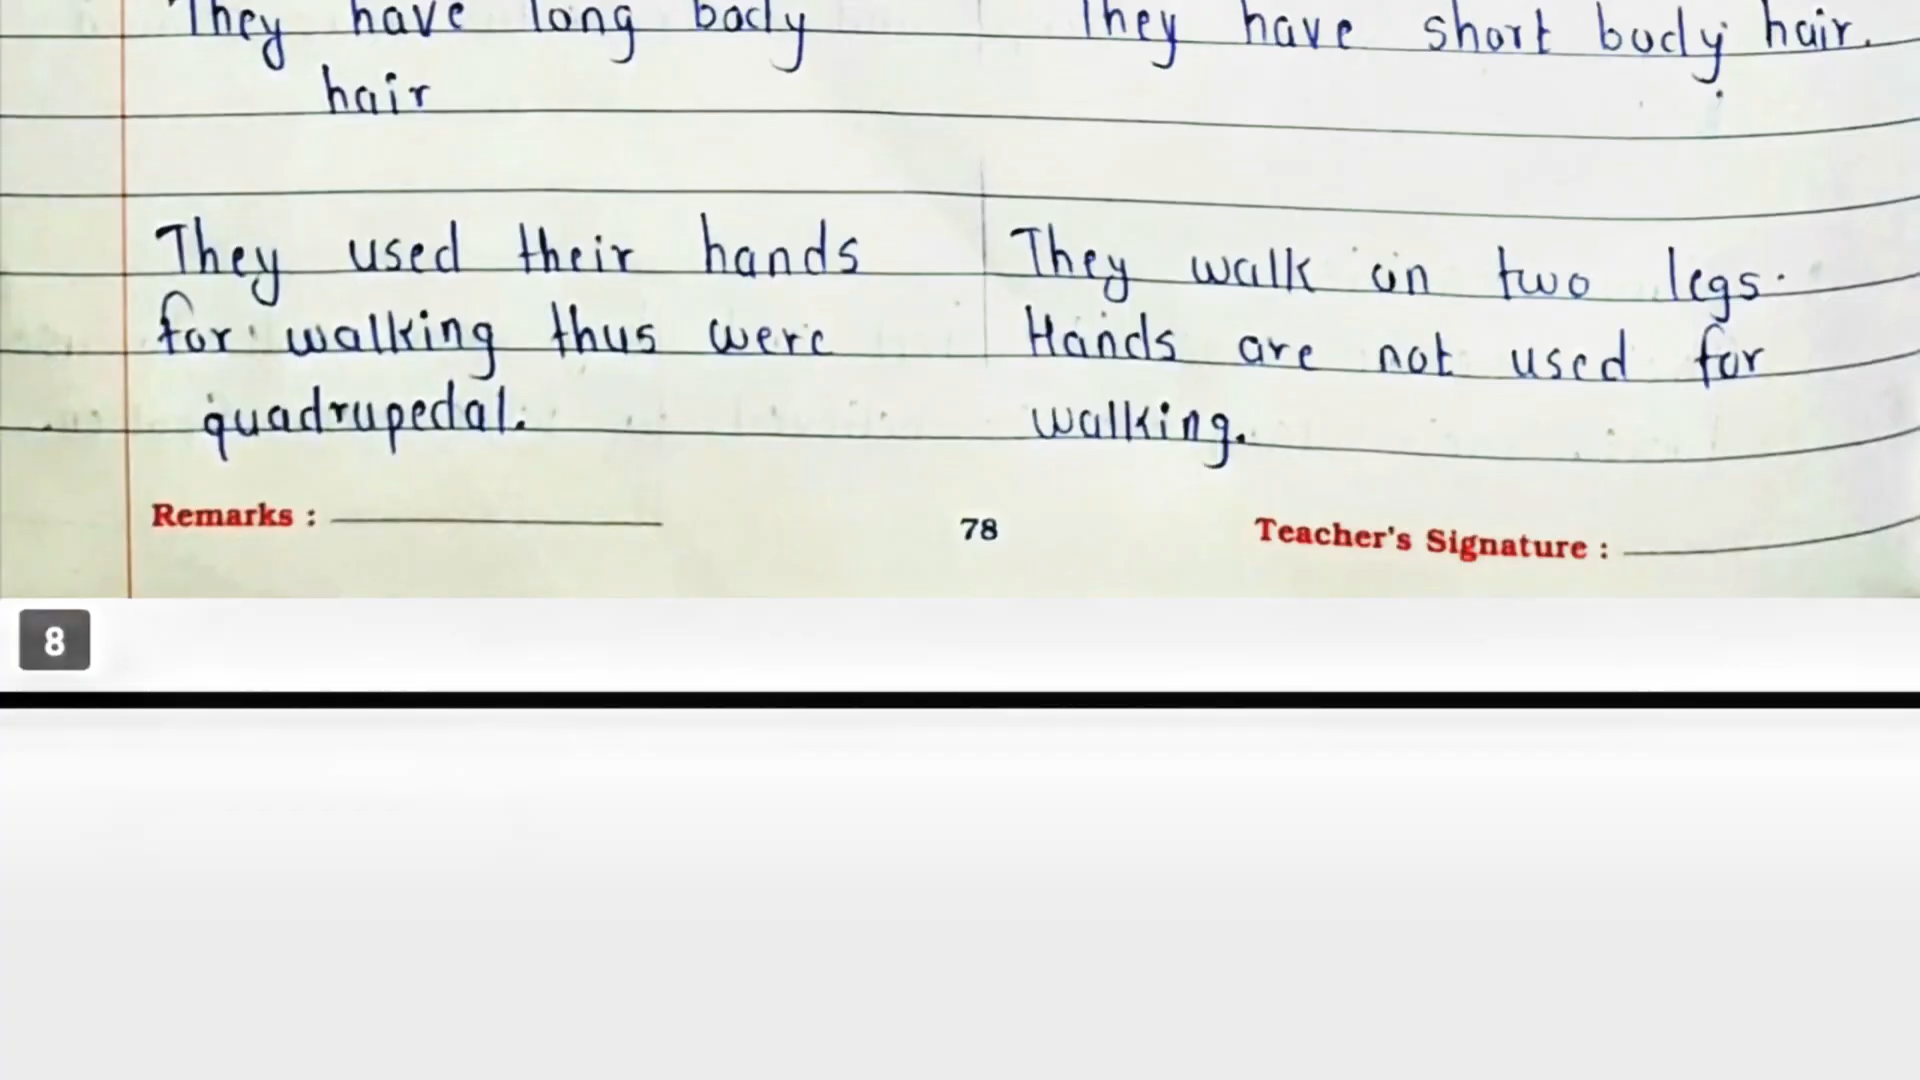 They have long body
hair
They have short body hair.
They used their hands
for walking thus were
quadrupedal.
They walk on two legs.
Hands are not used for
walking.
Remarks :
78
Teacher's Signature :
8